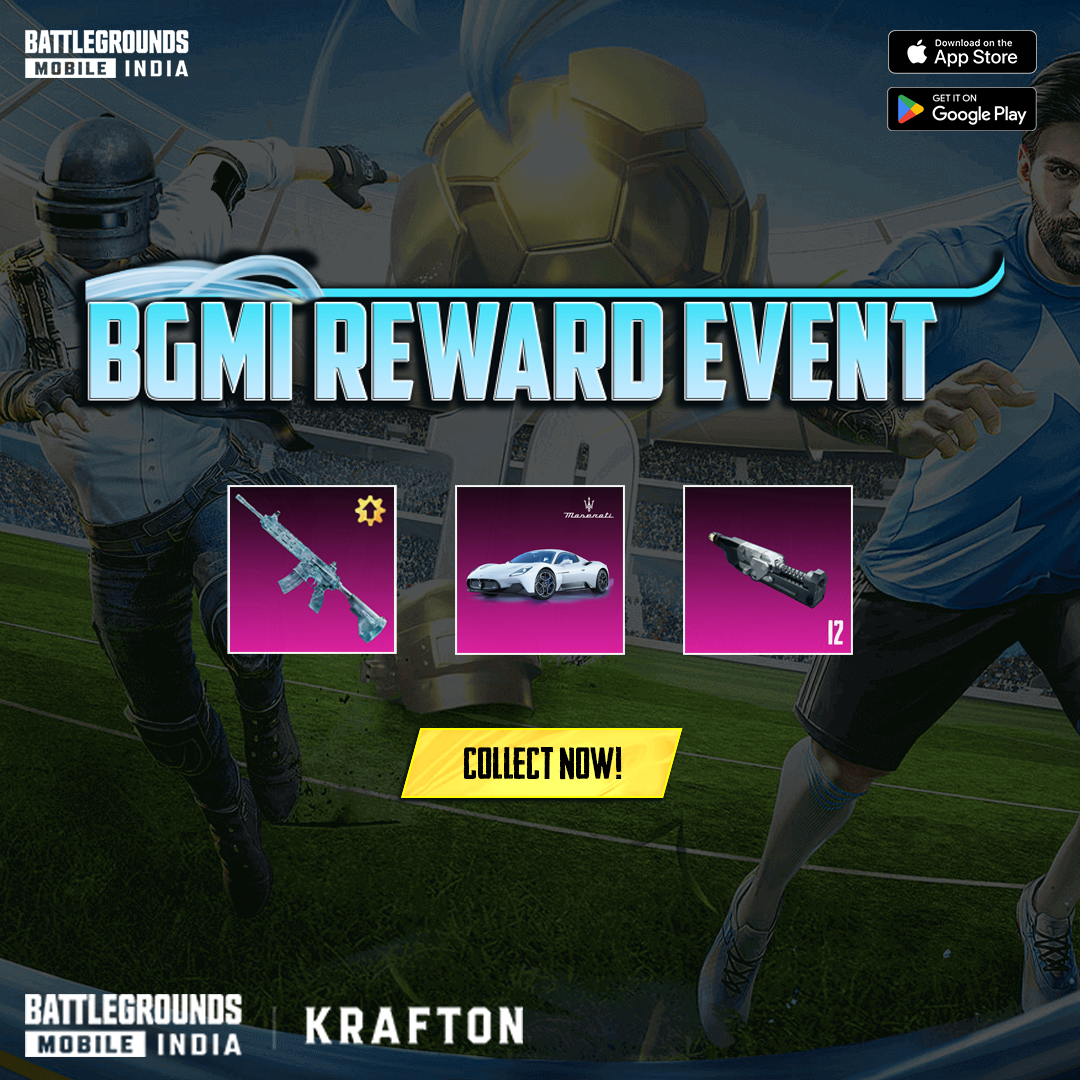 BATTLEGROUNDS
MOBILE INDIA
Download on the
App Store
GET IT ON
Google Play
BGMI REWARD EVENT
10
Maserati
12
COLLECT NOW!
BATTLEGROUNDS
MOBILE INDIA
KRAFTON